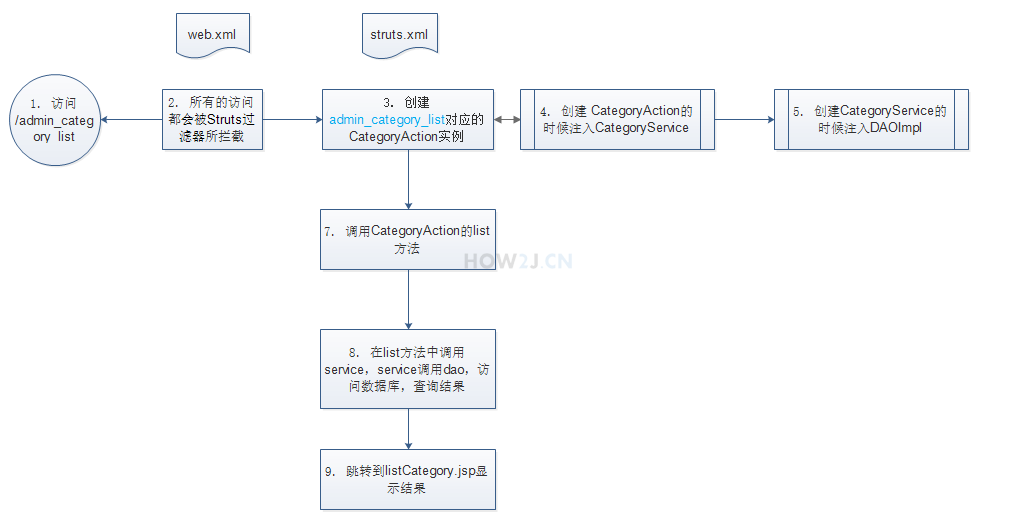 web.xml
struts.xml
1. 访问
/admin_categ
ory_list
2. 所有的访问
都会被Struts过
滤器所拦截
3. 创建
admin_category_list对应的
CategoryAction实例
4. 创建 CategoryAction的
时候注入CategoryService
5. 创建CategoryService的
时候注入DAOImpl
7. 调用CategoryAction的list
方法
HOW2J.CN
8. 在list方法中调用
service，service调用dao，访
问数据库，查询结果
9. 跳转到listCategory.jsp显
示结果